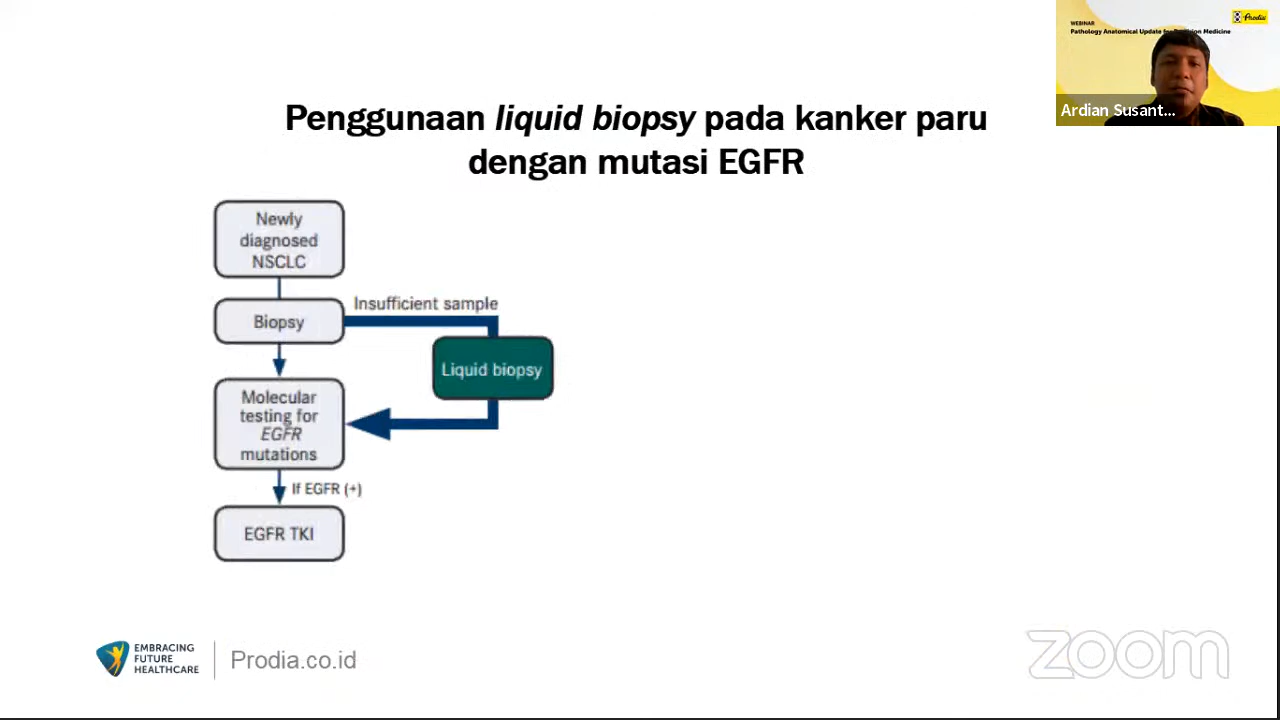 WEBINAR
Pathology Anatomical Update for Precision Medicine
Prodia
Ardian Susant...
Penggunaan liquid biopsy pada kanker paru
dengan mutasi EGFR
Newly
diagnosed
NSCLC
Insufficient sample
Biopsy
Liquid biopsy
Molecular
testing for
EGFR
mutations
If EGFR (+)
EGFR TKI
EMBRACING
FUTURE
HEALTHCARE
Prodia.co.id
zoom